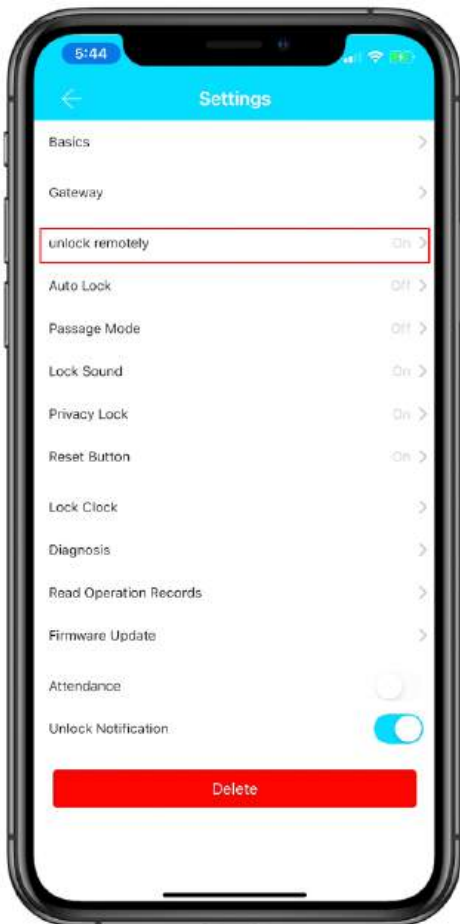 5:44
Settings
Basics
Gateway
unlock remotely On
Auto Lock Off
Passage Mode Off
Lock Sound On
Privacy Lock On
Reset Button On
Lock Clock
Diagnosis
Read Operation Records
Firmware Update
Attendance
Unlock Notification
Delete